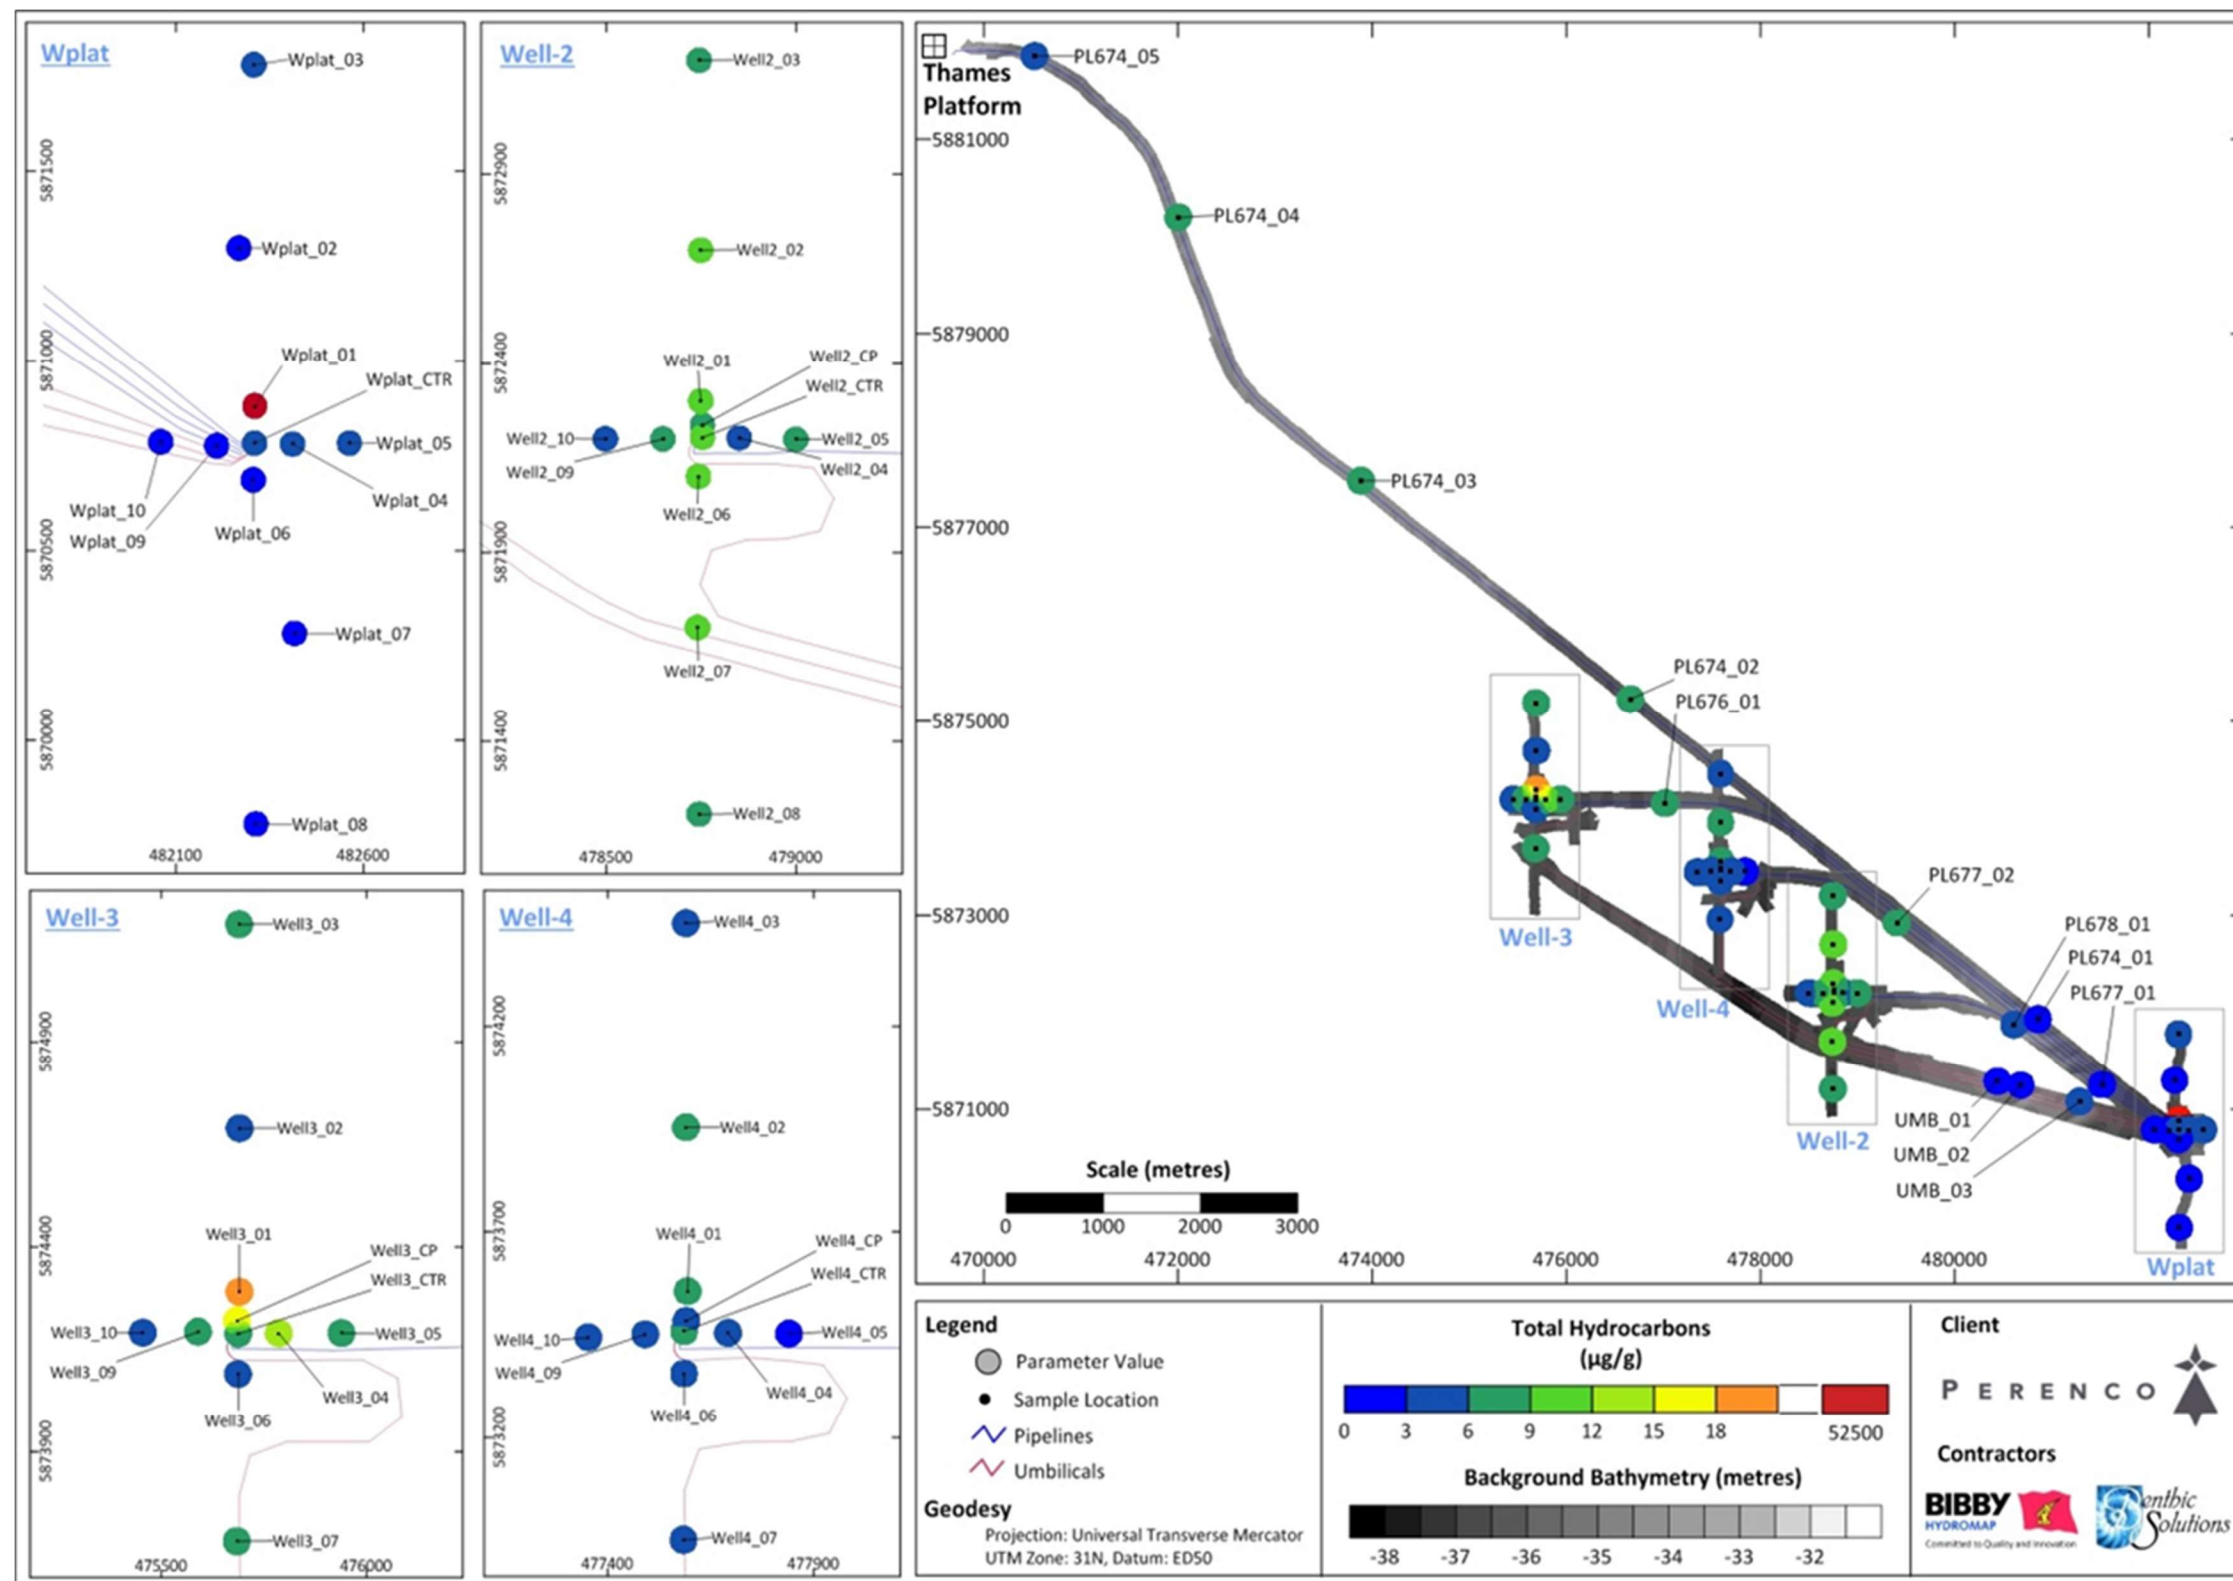 Wplat
Wplat_03
Wplat_02
Wplat_01
Wplat_CTR
Wplat_05
Wplat_04
Wplat_10
Wplat_09
Wplat_06
Wplat_07
Wplat_08
5871500
5871000
5870500
5870000
482100
482600
Well-2
Well2_03
Well2_02
Well2_01
Well2_CP
Well2_CTR
Well2_10
Well2_05
Well2_09
Well2_04
Well2_06
Well2_07
Well2_08
5872900
5872400
5871900
5871400
478500
479000
Well-3
Well3_03
Well3_02
Well3_01
Well3_CP
Well3_CTR
Well3_10
Well3_05
Well3_09
Well3_04
Well3_06
Well3_07
5874900
5874400
5873900
475500
476000
Well-4
Well4_03
Well4_02
Well4_01
Well4_CP
Well4_CTR
Well4_10
Well4_05
Well4_09
Well4_04
Well4_06
Well4_07
5874200
5873700
5873200
477400
477900
Thames
Platform
PL674_05
5881000
PL674_04
5879000
PL674_03
5877000
PL674_02
PL676_01
5875000
PL677_02
5873000
PL678_01
Well-3
PL674_01
PL677_01
Well-4
5871000
UMB_01
Well-2
UMB_02
UMB_03
Scale (metres)
0 1000 2000 3000
470000 472000 474000 476000 478000 480000
Wplat
Legend
Parameter Value
Sample Location
Pipelines
Umbilicals
Geodesy
Projection: Universal Transverse Mercator
UTM Zone: 31N, Datum: ED50
Total Hydrocarbons
(µg/g)
0 3 6 9 12 15 18 52500
Background Bathymetry (metres)
-38 -37 -36 -35 -34 -33 -32
Client
PERENCO
Contractors
BIBBY
HYDROMAP
Committed to Quality and Innovation
Benthic
Solutions